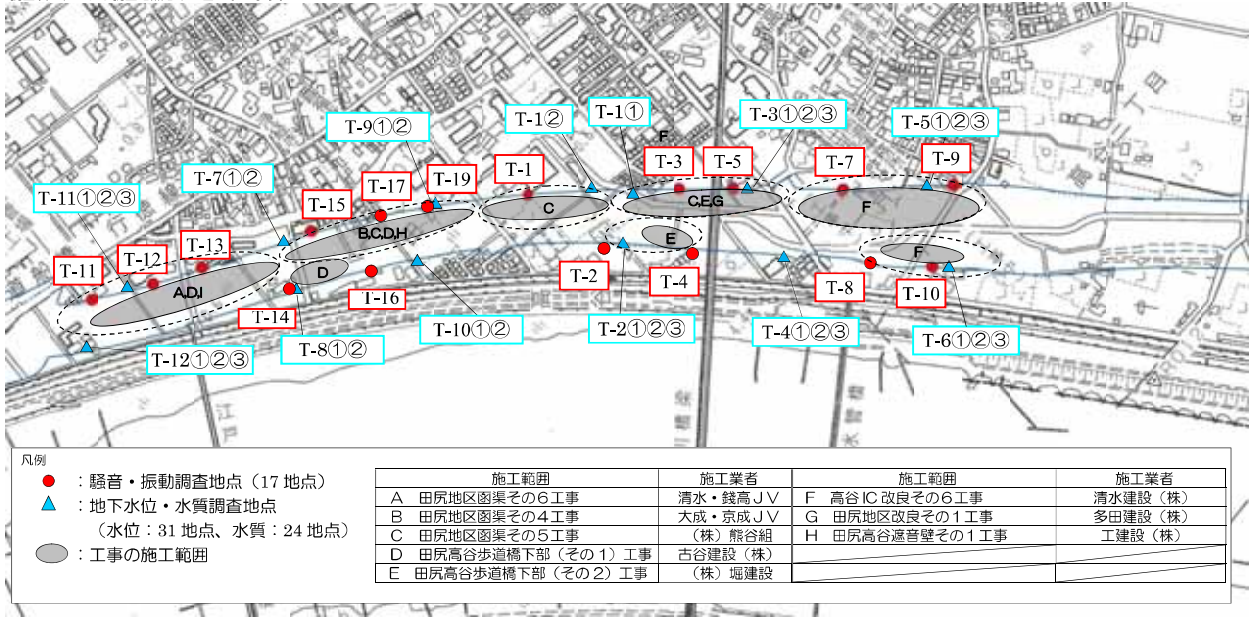 T-9①②
T-1②
T-1①
F
T-3①②③
T-5①②③
T-7①②
T-17
T-19
T-1
T-3
T-5
T-7
T-9
T-11①②③
T-15
C
C,E,G
F
B,C,D,H
T-13
T-12
T-11
E
F
D
A,D,I
T-2
T-4
T-8
T-10
T-16
T-14
T-10①②
T-2①②③
T-4①②③
T-6①②③
T-8①②
T-12①②③
江戸
川橋梁
水管橋
凡例
：騒音・振動調査地点（17 地点）
：地下水位・水質調査地点
（水位：31 地点、水質：24 地点）
：工事の施工範囲
施工範囲 施工業者 施工範囲 施工業者
A 田尻地区函渠その６工事 清水・錢高ＪＶ F 高谷 IC 改良その６工事 清水建設（株）
B 田尻地区函渠その４工事 大成・京成ＪＶ G 田尻地区改良その１工事 多田建設（株）
C 田尻地区函渠その５工事 （株）熊谷組 H 田尻高谷遮音壁その１工事 工建設（株）
D 田尻高谷歩道橋下部（その１）工事 古谷建設（株）
E 田尻高谷歩道橋下部（その２）工事 （株）堀建設